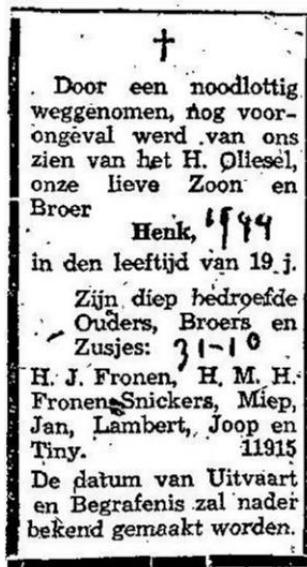 Door een noodlottig
weggenomen, nog voor-
ongeval werd van ons
zien van het H. Oliesel,
onze lieve Zoon en
Broer
Henk, 1944
in den leeftijd van 19 j.
Zijn diep bedroefde
Ouders, Broers en
Zusjes: 31-10
H. J. Fronen, H. M. H.
Fronen-Snickers, Miep,
Jan, Lambert, Joop en
Tiny. 11915
De datum van Uitvaart
en Begrafenis zal nader
bekend gemaakt worden.